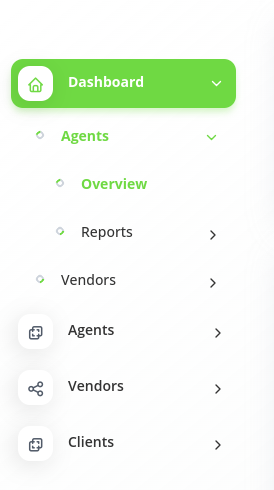 Dashboard
Agents
Overview
Reports
Vendors
Agents
Vendors
Clients